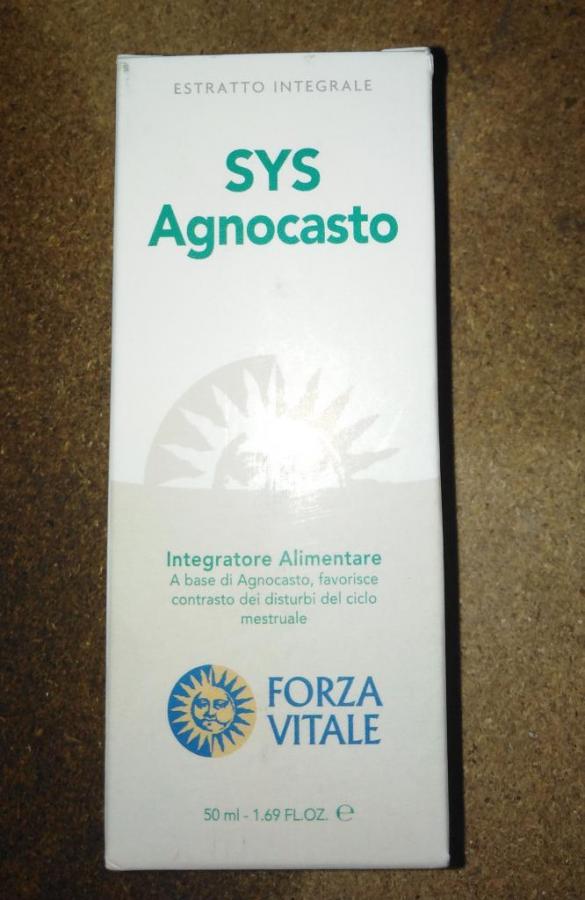 ESTRATTO INTEGRALE
SYS
Agnocasto
Integratore Alimentare
A base di Agnocasto, favorisce
contrasto dei disturbi del ciclo
mestruale
FORZA
VITALE
50 ml - 1.69 FL.OZ. ℮